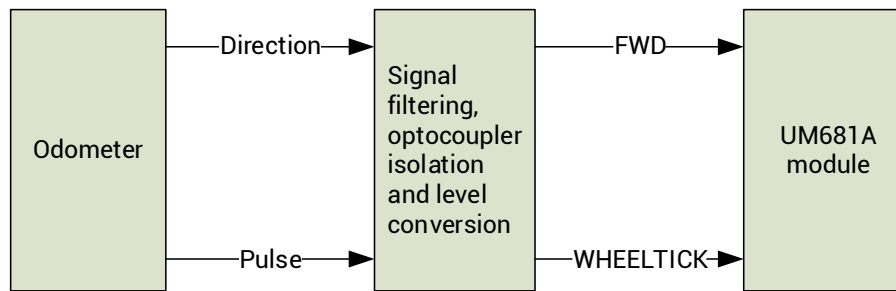 Odometer
Direction
Pulse
Signal
filtering,
optocoupler
isolation
and level
conversion
FWD
WHEELTICK
UM681A
module